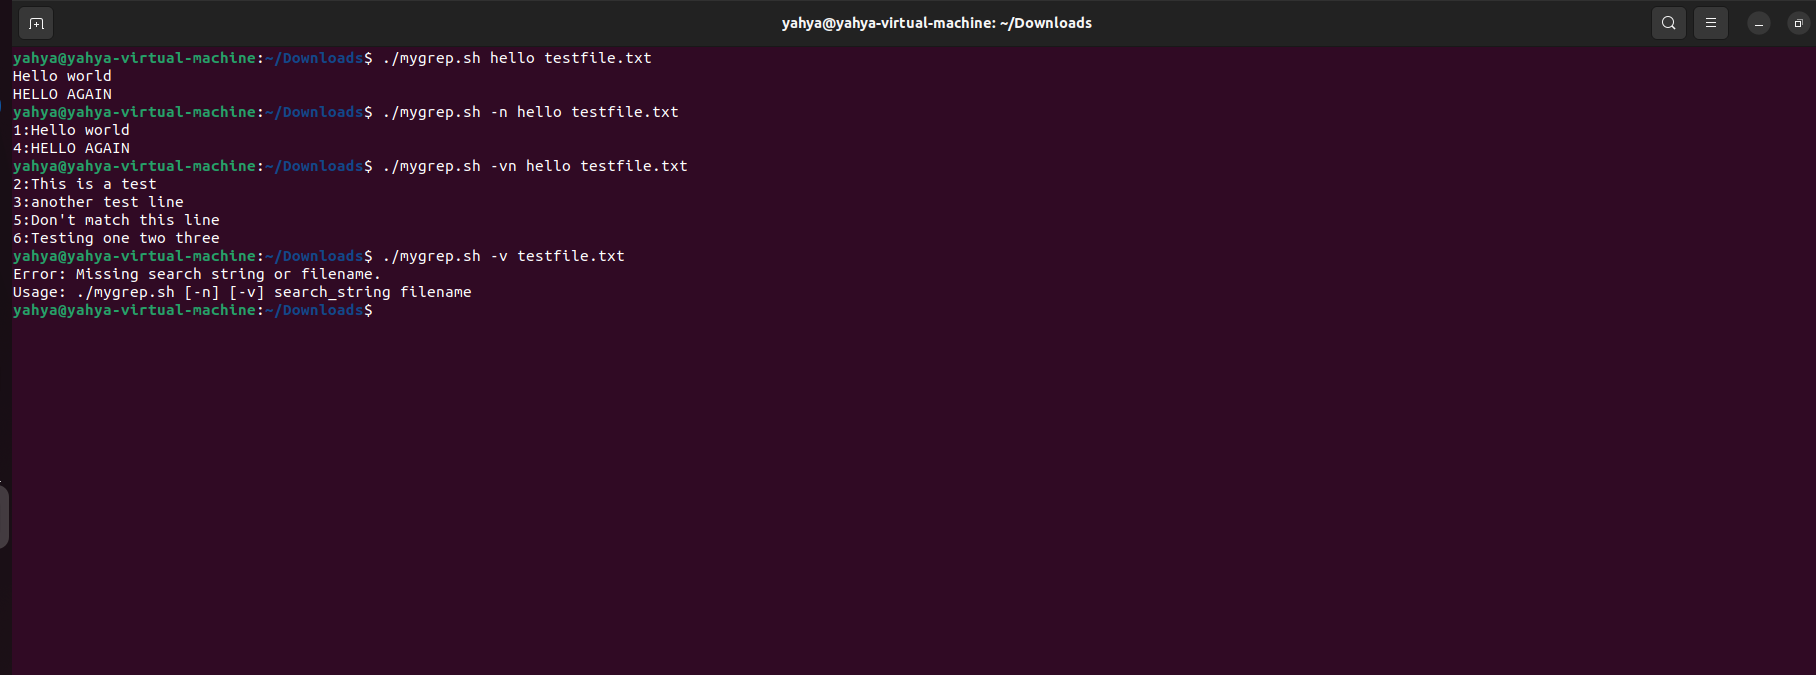 yahya@yahya-virtual-machine: ~/Downloads
yahya@yahya-virtual-machine:~/Downloads$ ./mygrep.sh hello testfile.txt
Hello world
HELLO AGAIN
yahya@yahya-virtual-machine:~/Downloads$ ./mygrep.sh -n hello testfile.txt
1:Hello world
4:HELLO AGAIN
yahya@yahya-virtual-machine:~/Downloads$ ./mygrep.sh -vn hello testfile.txt
2:This is a test
3:another test line
5:Don't match this line
6:Testing one two three
yahya@yahya-virtual-machine:~/Downloads$ ./mygrep.sh -v testfile.txt
Error: Missing search string or filename.
Usage: ./mygrep.sh [-n] [-v] search_string filename
yahya@yahya-virtual-machine:~/Downloads$